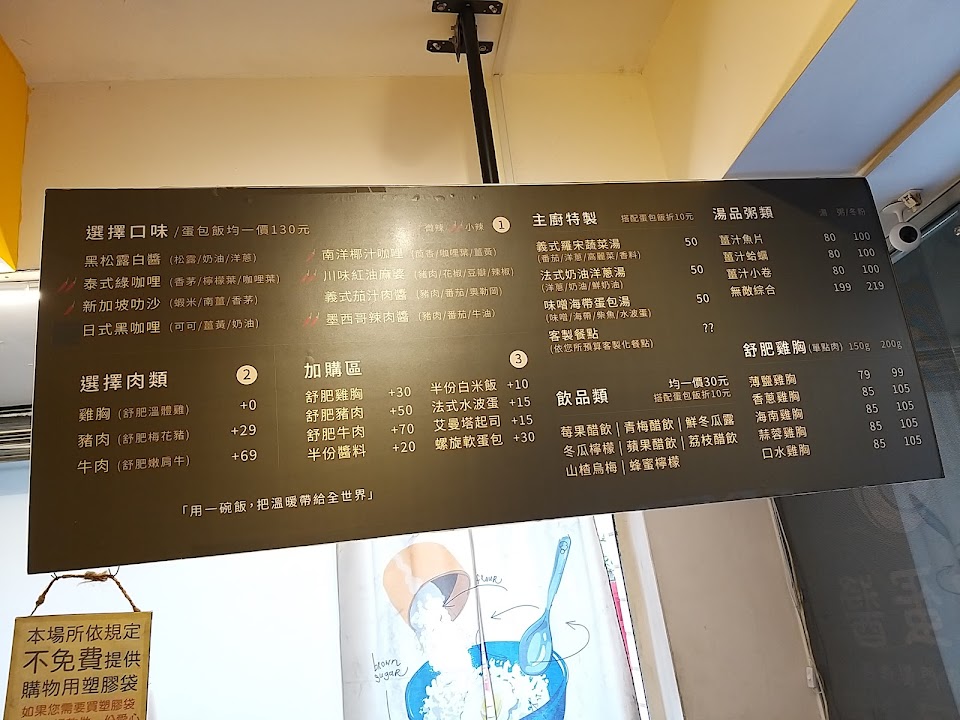 選擇口味 /蛋包飯均一價130元
微辣 小辣 1
黑松露白醬 (松露/奶油/洋蔥)
泰式綠咖哩 (香茅/檸檬葉/咖哩葉)
新加坡叻沙 (蝦米/南薑/香茅)
日式黑咖哩 (可可/薑黃/奶油)
南洋椰汁咖哩 (茴香/咖哩葉/薑黃)
川味紅油麻婆 (豬肉/花椒/豆瓣/辣椒)
義式茄汁肉醬 (豬肉/番茄/奧勒岡)
墨西哥辣肉醬 (豬肉/番茄/牛油)
選擇肉類 2
雞胸 (舒肥溫體雞) +0
豬肉 (舒肥梅花豬) +29
牛肉 (舒肥嫩肩牛) +69
加購區 3
舒肥雞胸 +30
舒肥豬肉 +50
舒肥牛肉 +70
半份醬料 +20
半份白米飯 +10
法式水波蛋 +15
艾曼塔起司 +15
螺旋軟蛋包 +30
「用一碗飯,把溫暖帶給全世界」
主廚特製 搭配蛋包飯折10元
義式羅宋蔬菜湯 50
(番茄/洋蔥/高麗菜/香料)
法式奶油洋蔥湯 50
(洋蔥/奶油/鮮奶油)
味噌海帶蛋包湯 50
(味噌/海帶/柴魚/水波蛋)
客製餐點 ??
(依您所預算客製化餐點)
飲品類 均一價30元
搭配蛋包飯折10元
莓果醋飲 | 青梅醋飲 | 鮮冬瓜露
冬瓜檸檬 | 蘋果醋飲 | 荔枝醋飲
山楂烏梅 | 蜂蜜檸檬
湯品粥類 湯 粥/冬粉
薑汁魚片 80 100
薑汁蛤蠣 80 100
薑汁小卷 80 100
無敵綜合 199 219
舒肥雞胸 (單點肉) 150g 200g
薄鹽雞胸 79 99
香蔥雞胸 85 105
海南雞胸 85 105
蒜蓉雞胸 85 105
口水雞胸 85 105
flour
brown
sugar
本場所依規定
不免費提供
購物用塑膠袋
如果您需要買塑膠袋